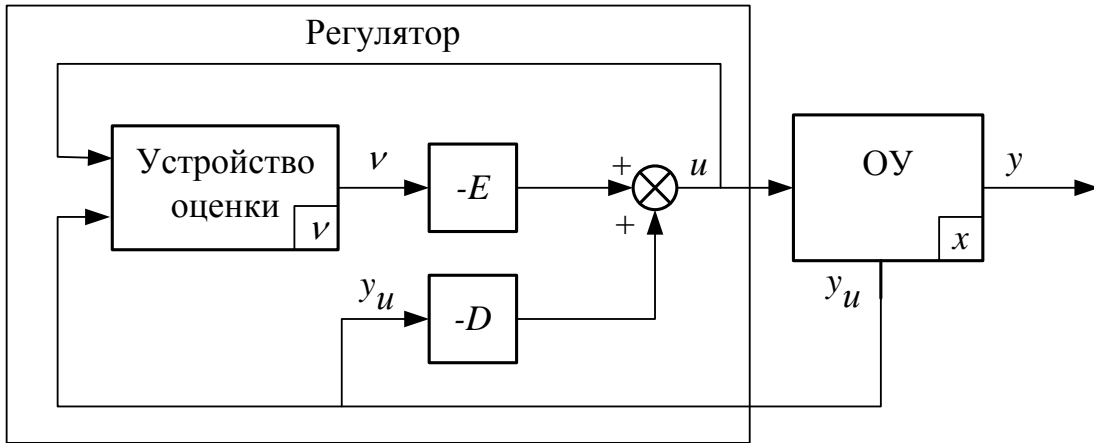 Регулятор
Устройство
оценки
ν
ν
-E
+
+
u
ОУ
x
y
y_u
-D
y_u